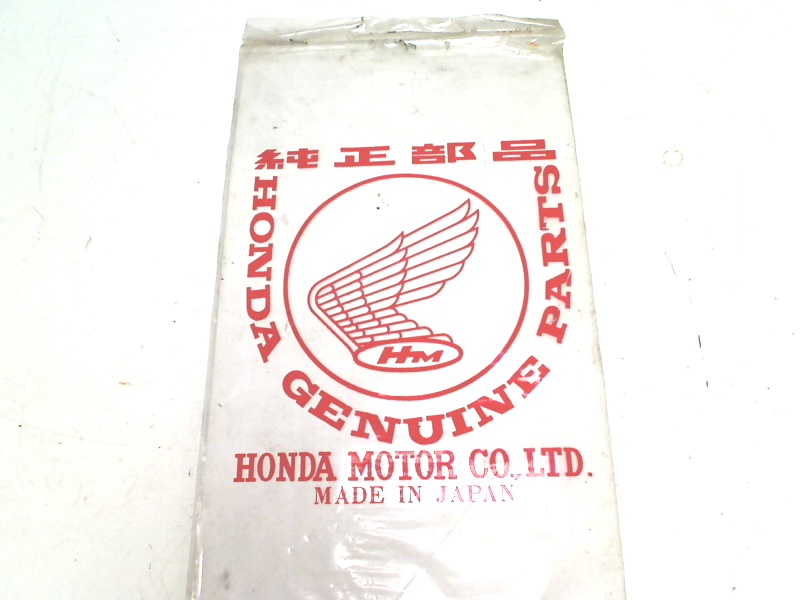 純正部品
HONDA GENUINE PARTS
HM
HONDA MOTOR CO., LTD.
MADE IN JAPAN